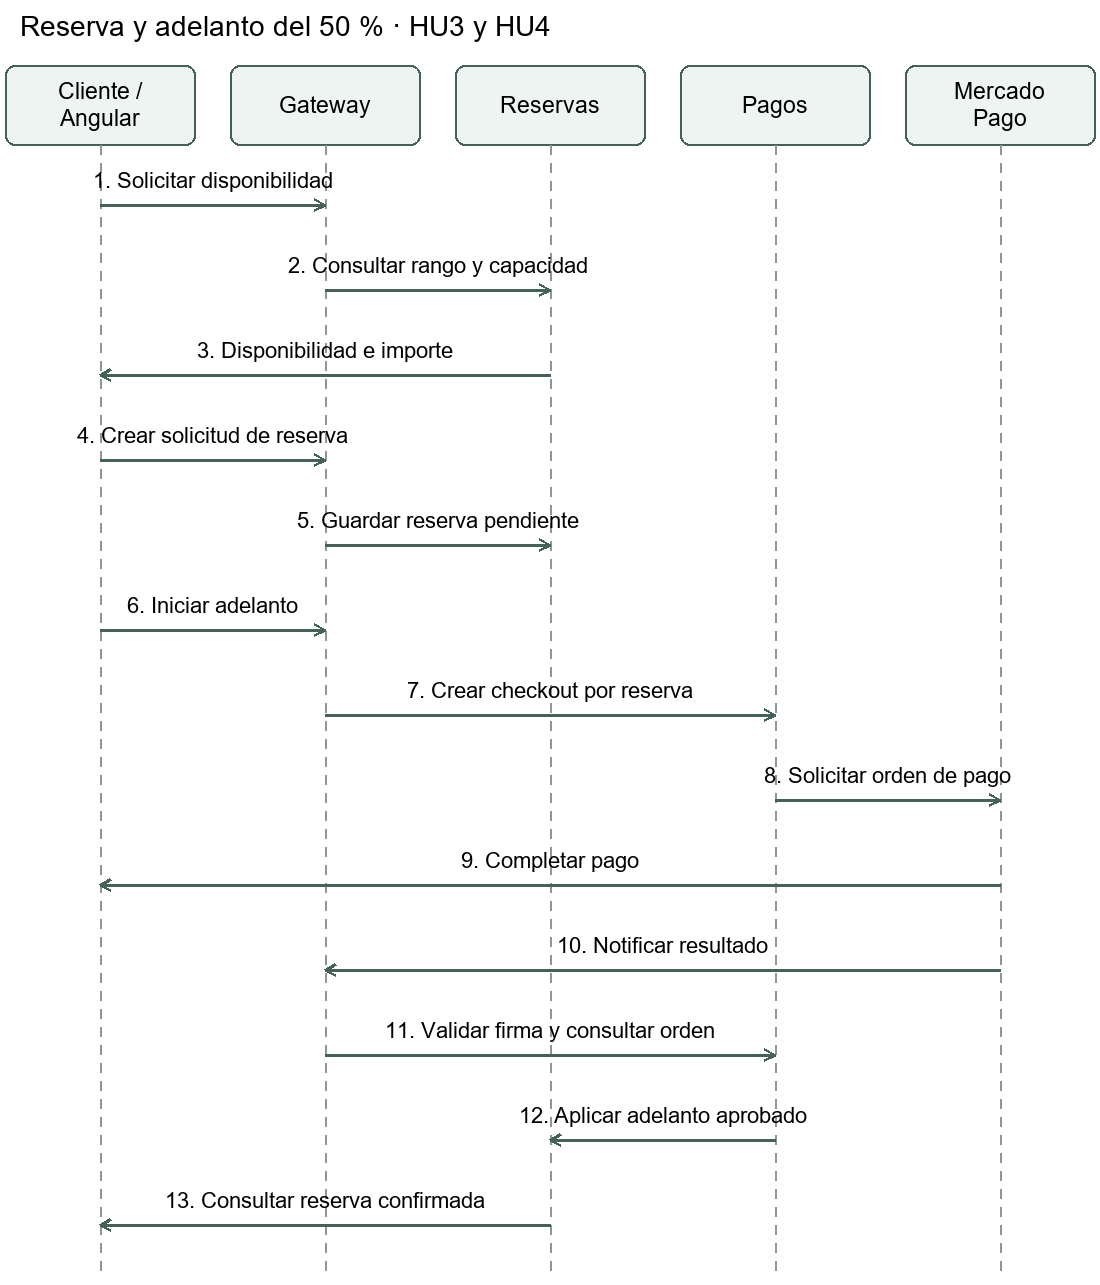 Reserva y adelanto del 50 % · HU3 y HU4
Cliente /
Angular
Gateway
Reservas
Pagos
Mercado
Pago
1. Solicitar disponibilidad
2. Consultar rango y capacidad
3. Disponibilidad e importe
4. Crear solicitud de reserva
5. Guardar reserva pendiente
6. Iniciar adelanto
7. Crear checkout por reserva
8. Solicitar orden de pago
9. Completar pago
10. Notificar resultado
11. Validar firma y consultar orden
12. Aplicar adelanto aprobado
13. Consultar reserva confirmada